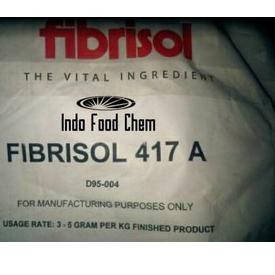 fibrisol
THE VITAL INGREDIENT
Indo Food Chem
FIBRISOL 417 A
D95-004
FOR MANUFACTURING PURPOSES ONLY
USAGE RATE: 3 - 5 GRAM PER KG FINISHED PRODUCT